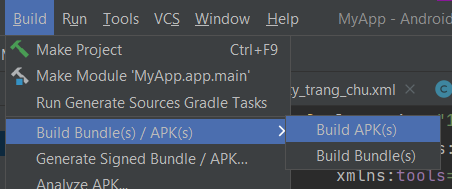 Build Run Tools VCS Window Help MyApp - Android
Make Project Ctrl+F9
Make Module 'MyApp.app.main'
Run Generate Sources Gradle Tasks
ty_trang_chu.xml
Build Bundle(s) / APK(s)
Build APK(s)
Generate Signed Bundle / APK...
Build Bundle(s)
Analyze APK...
xmlns:tools=